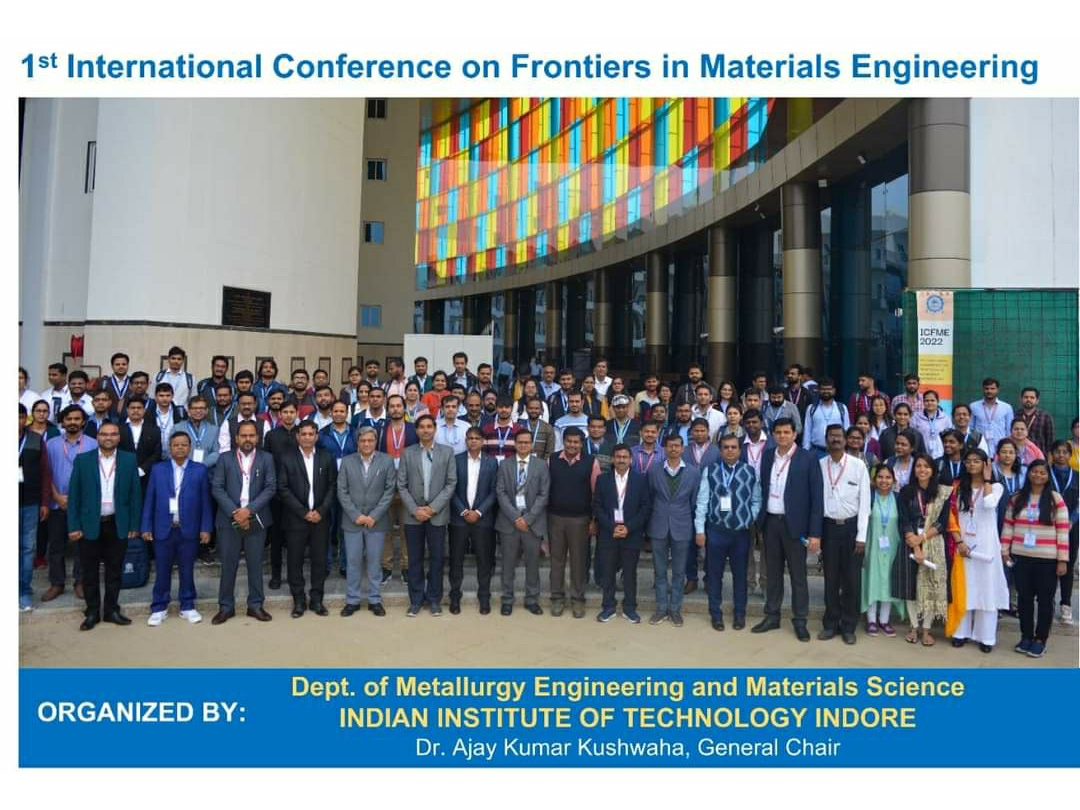 1st International Conference on Frontiers in Materials Engineering
ICFME
2022
ORGANIZED BY:
Dept. of Metallurgy Engineering and Materials Science
INDIAN INSTITUTE OF TECHNOLOGY INDORE
Dr. Ajay Kumar Kushwaha, General Chair